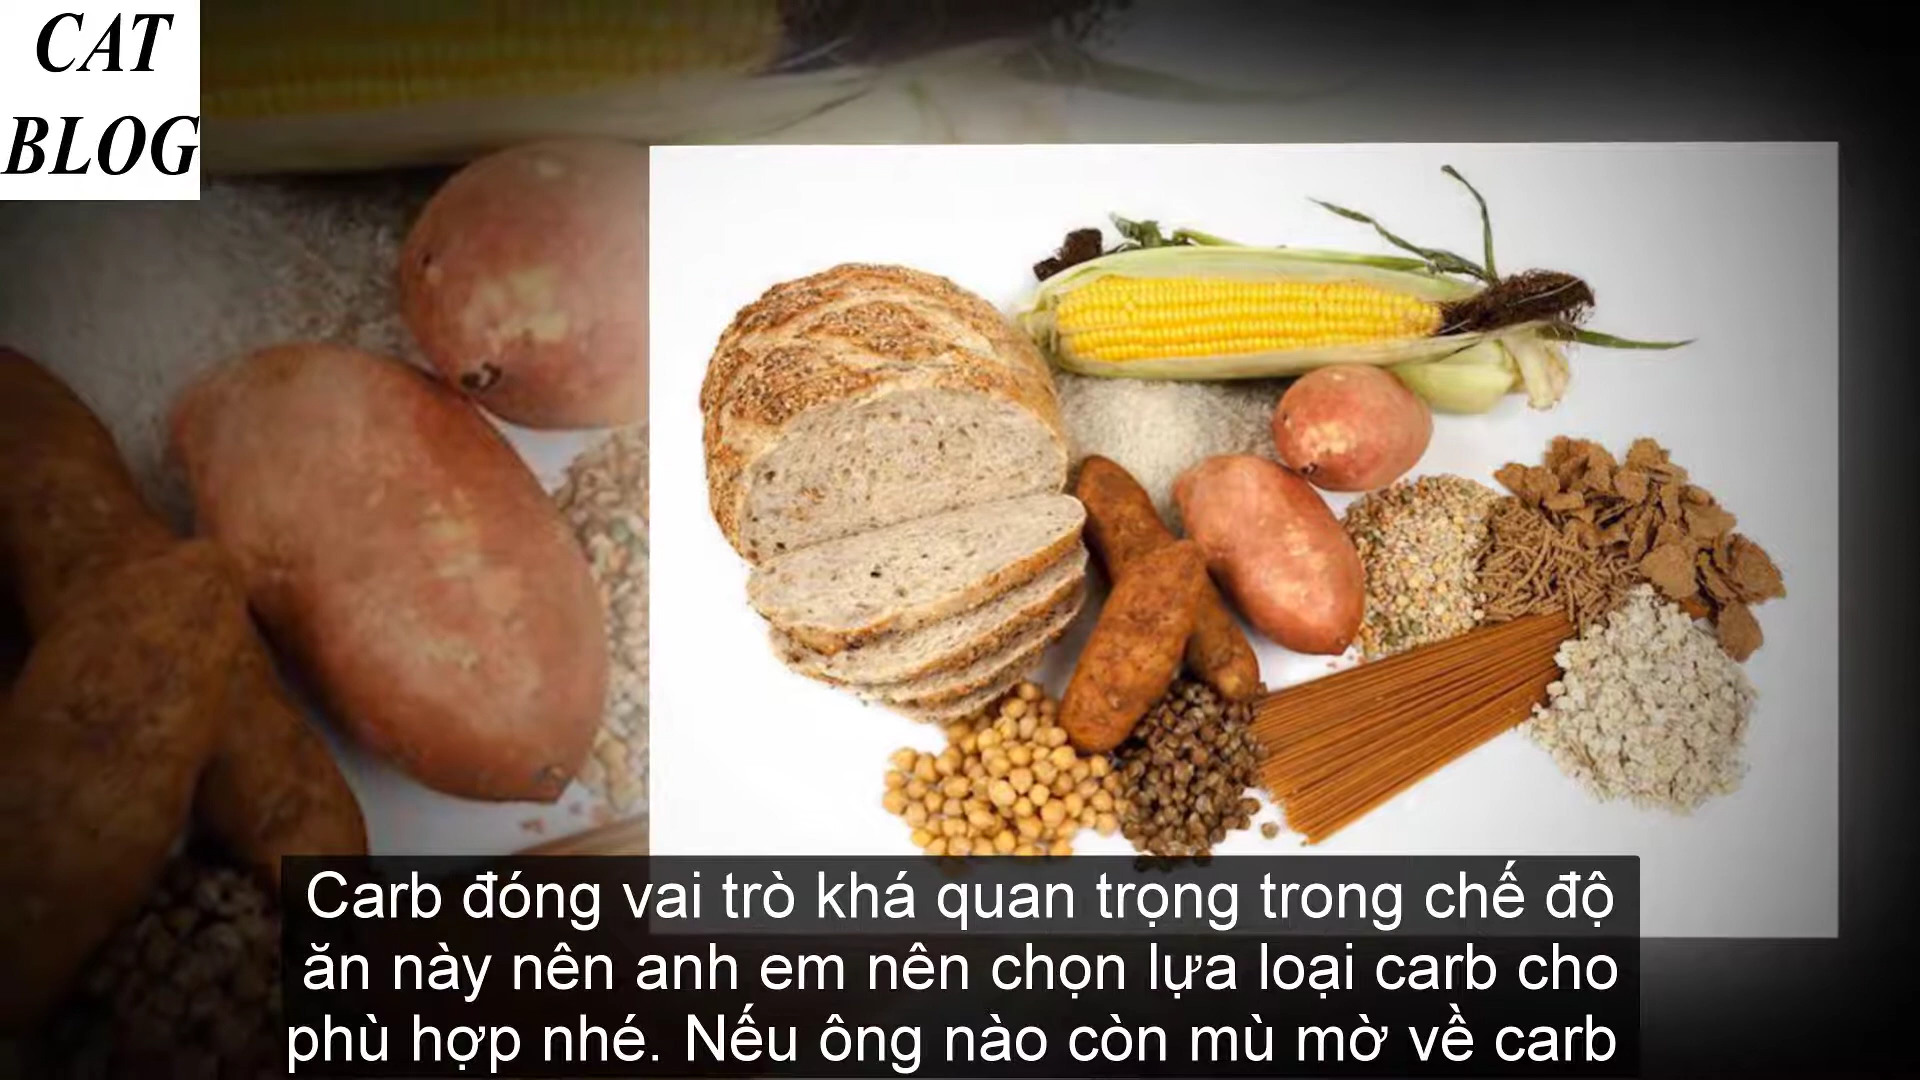 CAT
BLOG
Carb đóng vai trò khá quan trọng trong chế độ
ăn này nên anh em nên chọn lựa loại carb cho
phù hợp nhé. Nếu ông nào còn mù mờ về carb